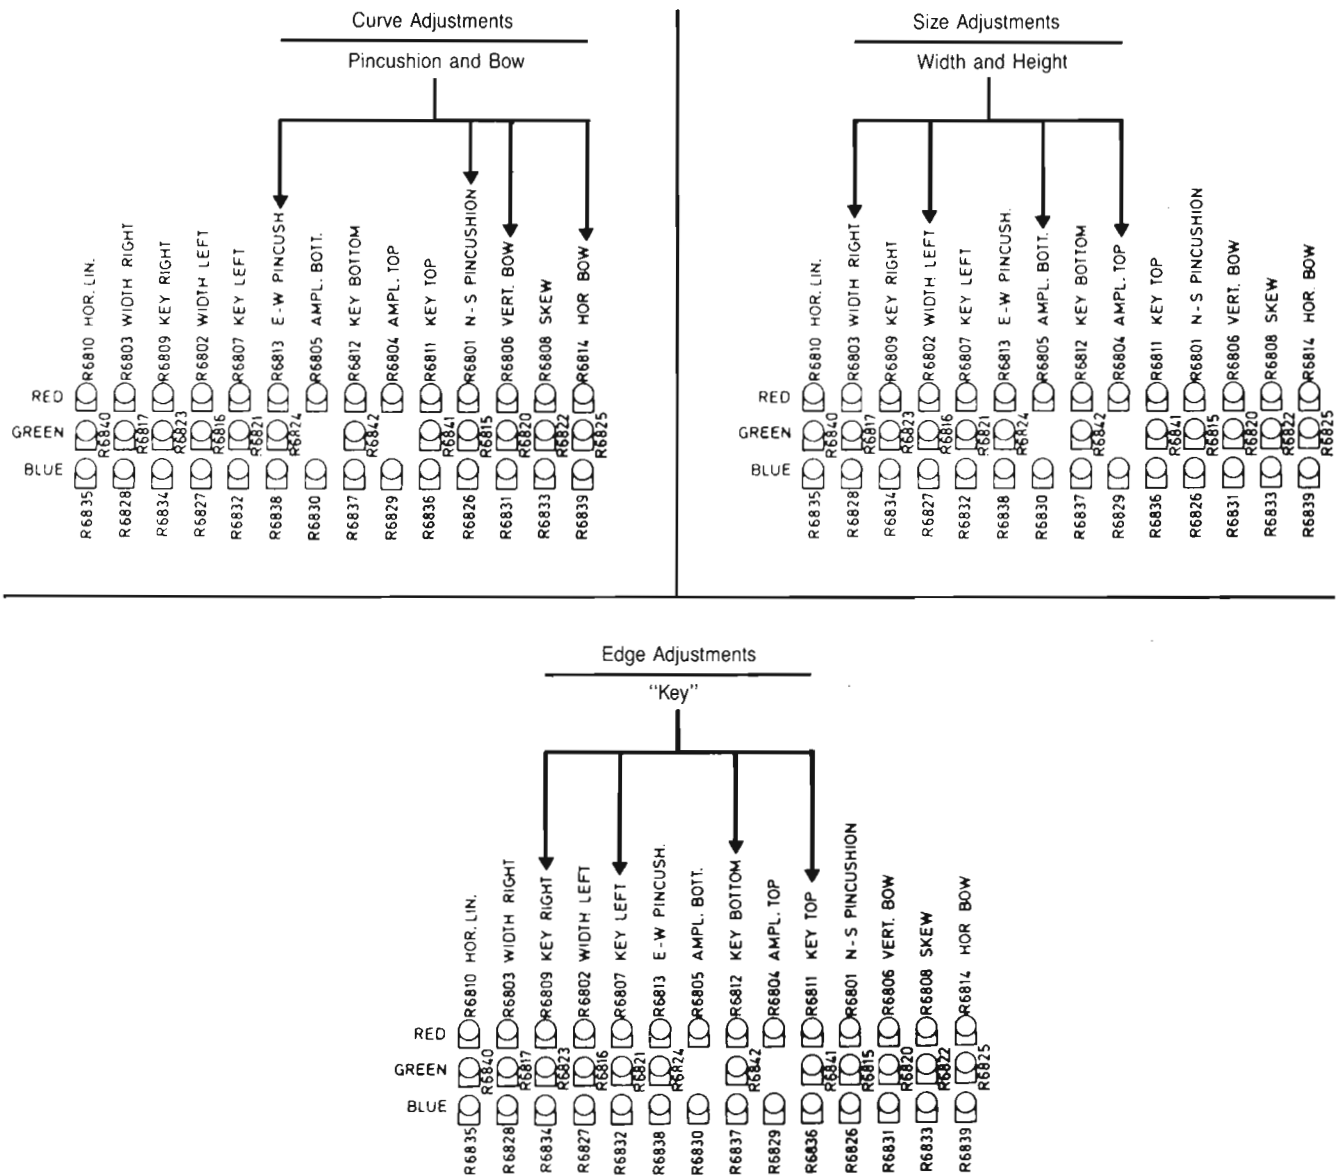 Curve Adjustments
Pincushion and Bow
R6810 HOR. LIN.
R6803 WIDTH RIGHT
R6809 KEY RIGHT
R6802 WIDTH LEFT
R6807 KEY LEFT
R6813 E-W PINCUSH.
R6805 AMPL. BOTT.
R6812 KEY BOTTOM
R6804 AMPL. TOP
R6811 KEY TOP
R6801 N-S PINCUSHION
R6806 VERT. BOW
R6808 SKEW
R6814 HOR BOW
RED
GREEN
R6840 R6817 R6823 R6816 R6821 R6R24 R6842 R6841 R6815 R6820 R6822 R6825
BLUE
R6835 R6828 R6834 R6827 R6832 R6838 R6830 R6837 R6829 R6836 R6826 R6831 R6833 R6839
Size Adjustments
Width and Height
R6810 HOR. LIN.
R6803 WIDTH RIGHT
R6809 KEY RIGHT
R6802 WIDTH LEFT
R6807 KEY LEFT
R6813 E-W PINCUSH.
R6805 AMPL. BOTT.
R6812 KEY BOTTOM
R6804 AMPL. TOP
R6811 KEY TOP
R6801 N-S PINCUSHION
R6806 VERT. BOW
R6808 SKEW
R6814 HOR. BOW
RED
GREEN
R6840 R6817 R6823 R6816 R6821 R6R24 R6842 R6841 R6815 R6820 R6822 R6825
BLUE
R6835 R6828 R6834 R6827 R6832 R6838 R6830 R6837 R6829 R6836 R6826 R6831 R6833 R6839
Edge Adjustments
"Key"
R6810 HOR. LIN.
R6803 WIDTH RIGHT
R6809 KEY RIGHT
R6802 WIDTH LEFT
R6807 KEY LEFT
R6813 E-W PINCUSH.
R6805 AMPL. BOTT.
R6812 KEY BOTTOM
R6804 AMPL. TOP
R6811 KEY TOP
R6801 N-S PINCUSHION
R6806 VERT. BOW
R6808 SKEW
R6814 HOR BOW
RED
GREEN
R6840 R6817 R6823 R6816 R6821 R6R24 R6842 R6841 R6815 R6820 R6822 R6825
BLUE
R6835 R6828 R6834 R6827 R6832 R6838 R6830 R6837 R6829 R6836 R6826 R6831 R6833 R6839